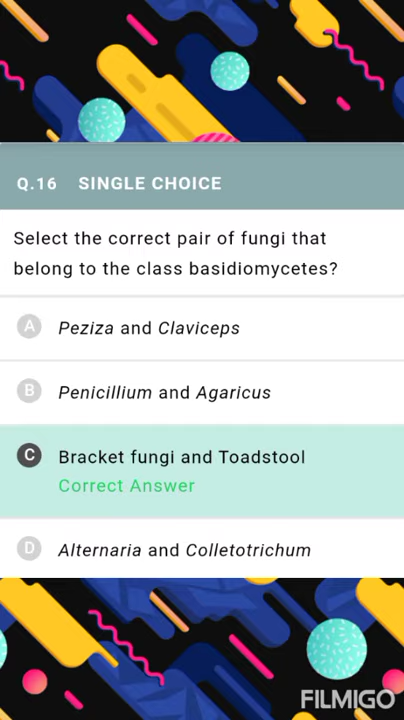 Q.16 SINGLE CHOICE
Select the correct pair of fungi that
belong to the class basidiomycetes?
A Peziza and Claviceps
B Penicillium and Agaricus
C Bracket fungi and Toadstool
Correct Answer
D Alternaria and Colletotrichum
FILMIGO